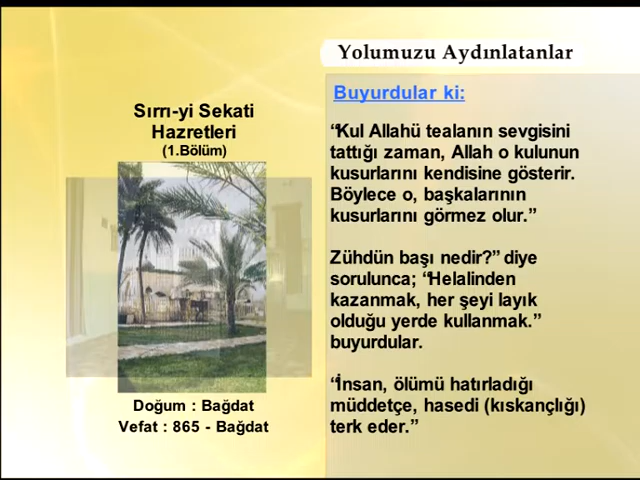 Yolumuzu Aydınlatanlar
Sırrı-yi Sekati
Hazretleri
(1.Bölüm)
Doğum : Bağdat
Vefat : 865 - Bağdat
Buyurdular ki:
“Kul Allahü tealanın sevgisini
tattığı zaman, Allah o kulunun
kusurlarını kendisine gösterir.
Böylece o, başkalarının
kusurlarını görmez olur.”
Zühdün başı nedir?” diye
sorulunca; “Helalinden
kazanmak, her şeyi layık
olduğu yerde kullanmak.”
buyurdular.
“İnsan, ölümü hatırladığı
müddetçe, hasedi (kıskançlığı)
terk eder.”